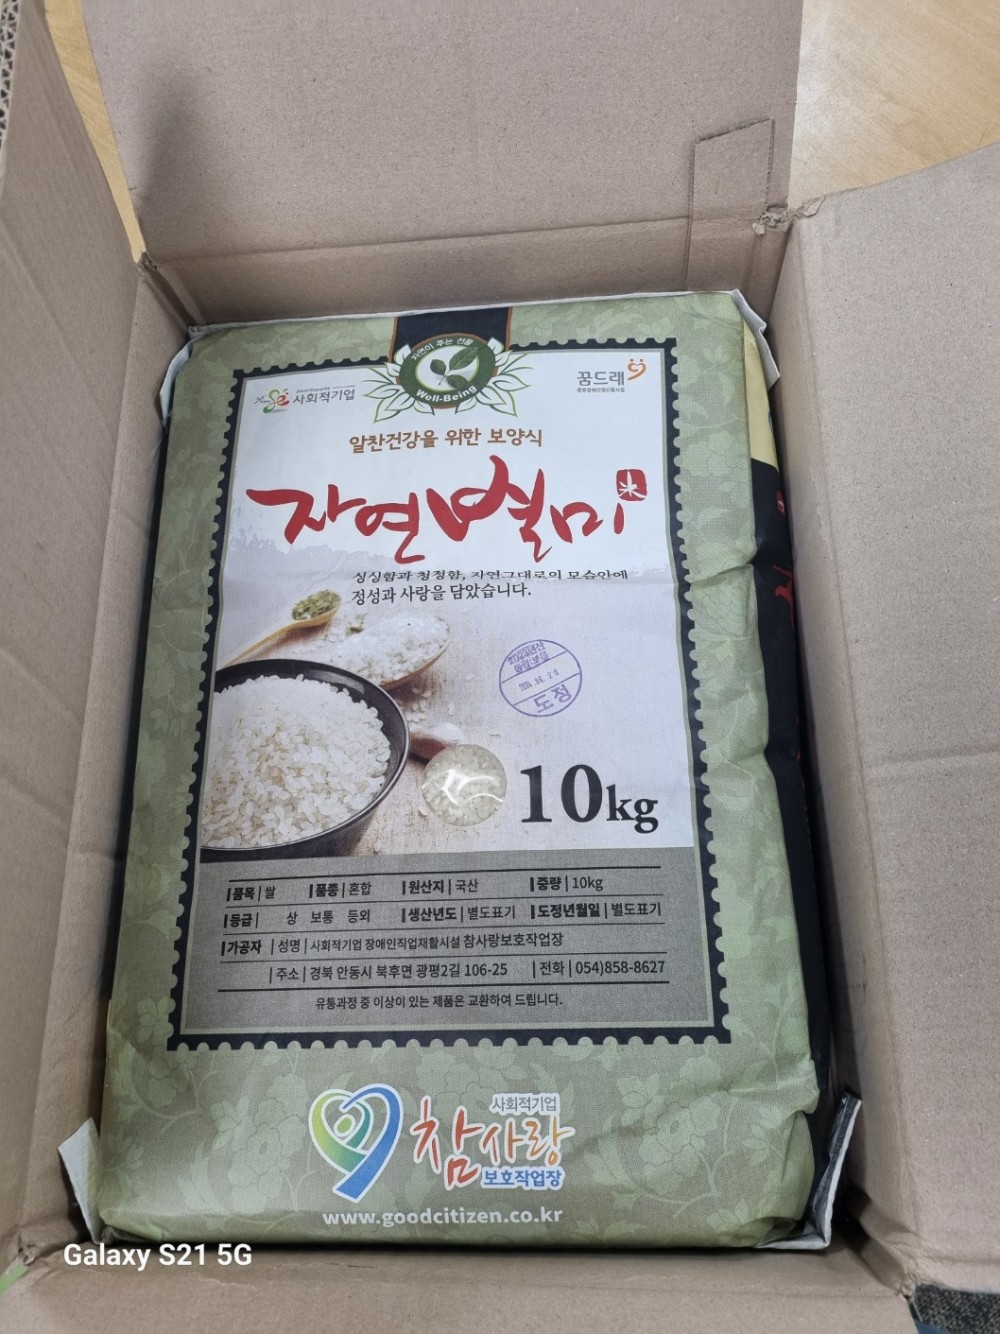 자연이 주는 선물
Well-Being
사회적기업
꿈드래
알찬건강을 위한 보양식
자연별미
米
싱싱함과 청정함, 자연그대로의 모습안에
정성과 사랑을 담았습니다.
도정
10kg
품목 쌀 품종 혼합 원산지 국산 중량 10kg
등급 상 보통 등외 생산년도 별도표기 도정년월일 별도표기
가공자 성명 사회적기업 장애인직업재활시설 참사랑보호작업장
주소 경북 안동시 북후면 광평2길 106-25 전화 (054)858-8627
유통과정 중 이상이 있는 제품은 교환하여 드립니다.
사회적기업
참사랑
보호작업장
www.goodcitizen.co.kr
Galaxy S21 5G